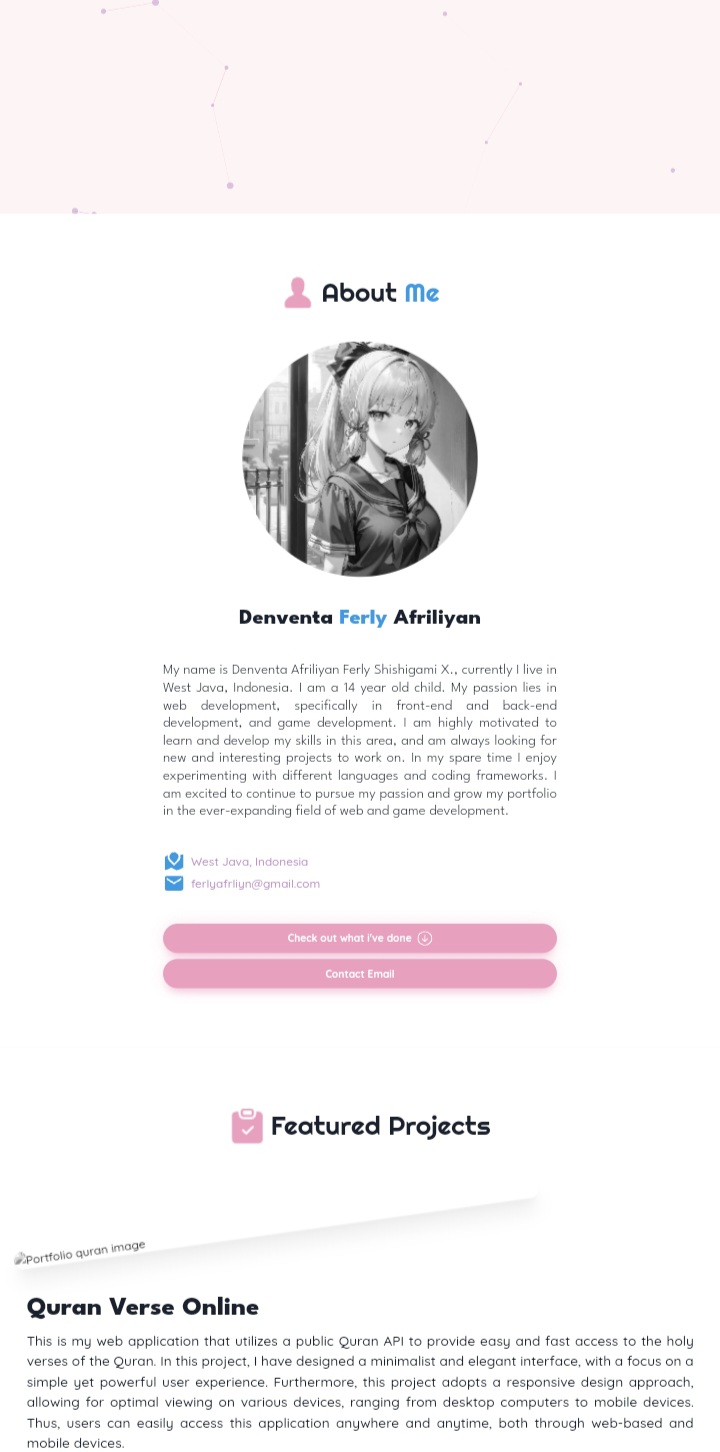 About Me
Denventa Ferly Afriliyan
My name is Denventa Afriliyan Ferly Shishigami X., currently I live in
West Java, Indonesia. I am a 14 year old child. My passion lies in
web development, specifically in front-end and back-end
development, and game development. I am highly motivated to
learn and develop my skills in this area, and am always looking for
new and interesting projects to work on. In my spare time I enjoy
experimenting with different languages and coding frameworks. I
am excited to continue to pursue my passion and grow my portfolio
in the ever-expanding field of web and game development.
West Java, Indonesia
ferlyafrliyn@gmail.com
Check out what i've done
Contact Email
Featured Projects
Portfolio quran image
Quran Verse Online
This is my web application that utilizes a public Quran API to provide easy and fast access to the holy
verses of the Quran. In this project, I have designed a minimalist and elegant interface, with a focus on a
simple yet powerful user experience. Furthermore, this project adopts a responsive design approach,
allowing for optimal viewing on various devices, ranging from desktop computers to mobile devices.
Thus, users can easily access this application anywhere and anytime, both through web-based and
mobile devices.